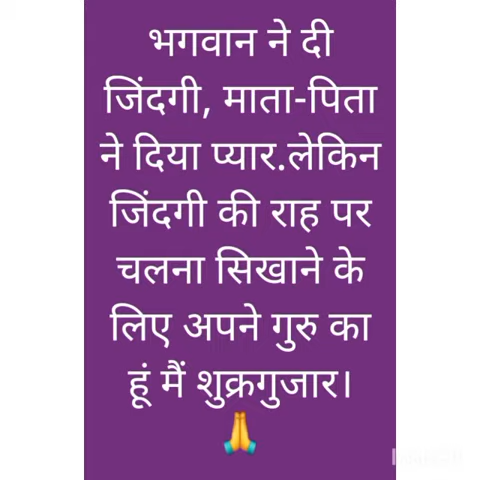 भगवान ने दी
जिंदगी, माता-पिता
ने दिया प्यार.लेकिन
जिंदगी की राह पर
चलना सिखाने के
लिए अपने गुरु का
हूं मैं शुक्रगुजार।
🙏